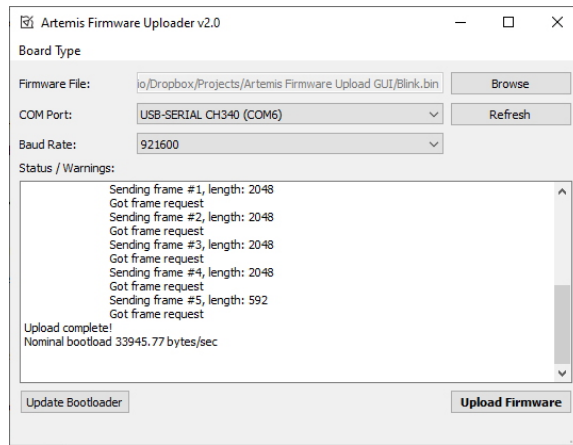 Artemis Firmware Uploader v2.0
Board Type
Firmware File: io/Dropbox/Projects/Artemis Firmware Upload GUI/Blink.bin Browse
COM Port: USB-SERIAL CH340 (COM6) Refresh
Baud Rate: 921600
Status / Warnings:
Sending frame #1, length: 2048
Got frame request
Sending frame #2, length: 2048
Got frame request
Sending frame #3, length: 2048
Got frame request
Sending frame #4, length: 2048
Got frame request
Sending frame #5, length: 592
Got frame request
Upload complete!
Nominal bootload 33945.77 bytes/sec
Update Bootloader Upload Firmware